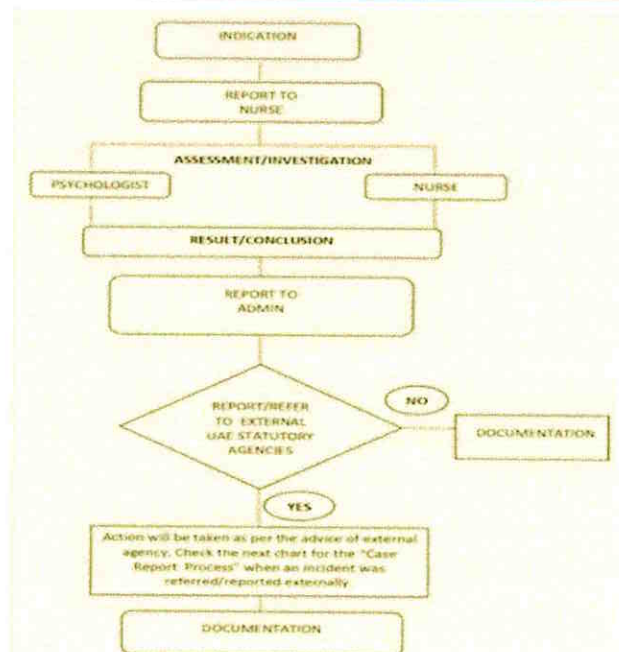 INDICATION
REPORT TO
NURSE
ASSESSMENT/INVESTIGATION
PSYCHOLOGIST
NURSE
RESULT/CONCLUSION
REPORT TO
ADMIN
REPORT/REFER
TO EXTERNAL
UAE STATUTORY
AGENCIES
NO
DOCUMENTATION
YES
Action will be taken as per the advice of external
agency. Check the next chart for the "Case
Report Process" when an incident was
referred/reported externally
DOCUMENTATION